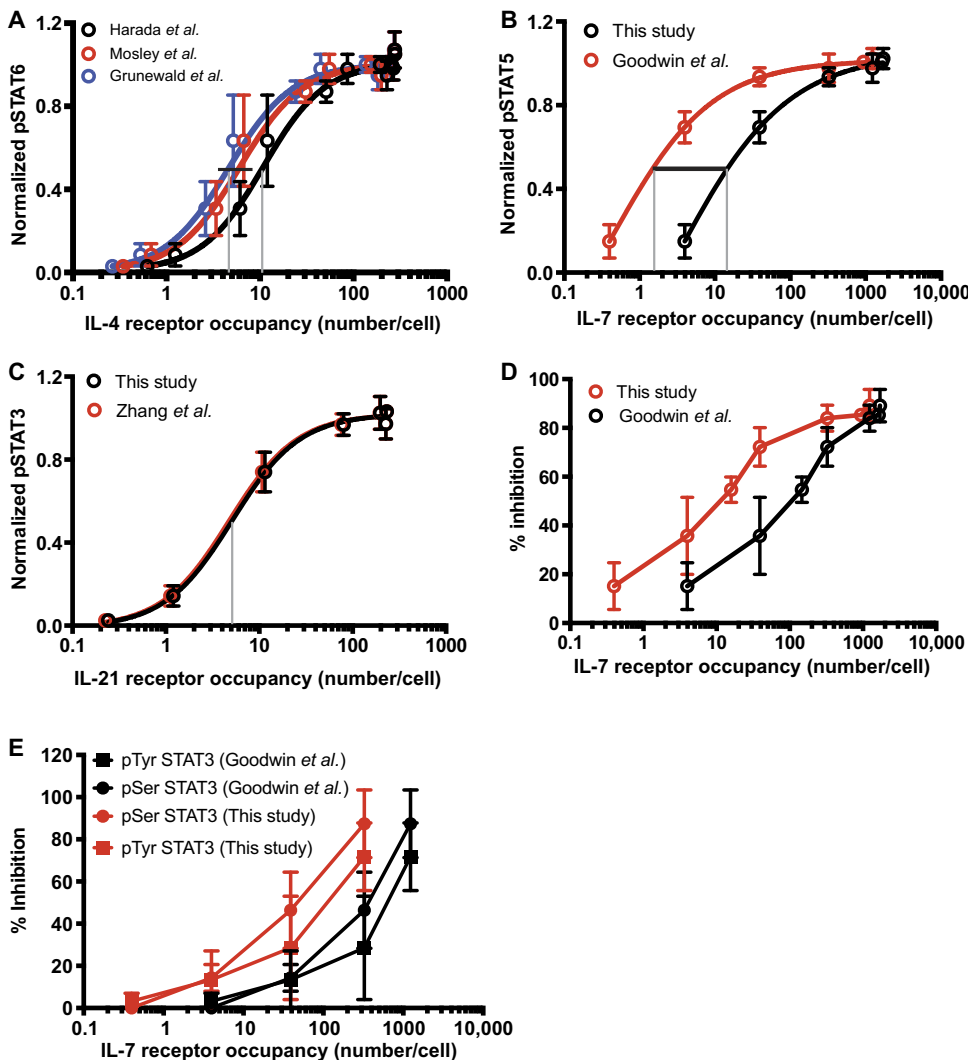 A
Harada et al.
Mosley et al.
Grunewald et al.
Normalized pSTAT6
1.2
0.8
0.4
0.0
0.1
1
10
100
1000
IL-4 receptor occupancy (number/cell)
B
This study
Goodwin et al.
Normalized pSTAT5
1.2
0.8
0.4
0.0
0.1
1
10
100
1000
10,000
IL-7 receptor occupancy (number/cell)
C
This study
Zhang et al.
Normalized pSTAT3
1.2
0.8
0.4
0.0
0.1
1
10
100
1000
IL-21 receptor occupancy (number/cell)
D
This study
Goodwin et al.
% inhibition
100
80
60
40
20
0
0.1
1
10
100
1000
10,000
IL-7 receptor occupancy (number/cell)
E
pTyr STAT3 (Goodwin et al.)
pSer STAT3 (Goodwin et al.)
pSer STAT3 (This study)
pTyr STAT3 (This study)
% Inhibition
120
100
80
60
40
20
0
0.1
1
10
100
1000
10,000
IL-7 receptor occupancy (number/cell)